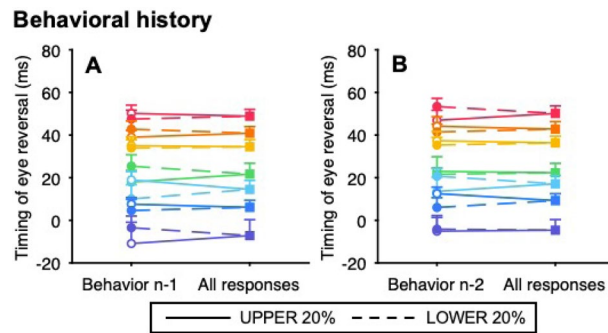 Behavioral history
A
Timing of eye reversal (ms)
80
60
40
20
0
-20
Behavior n-1 All responses
B
Timing of eye reversal (ms)
80
60
40
20
0
-20
Behavior n-2 All responses
UPPER 20% LOWER 20%